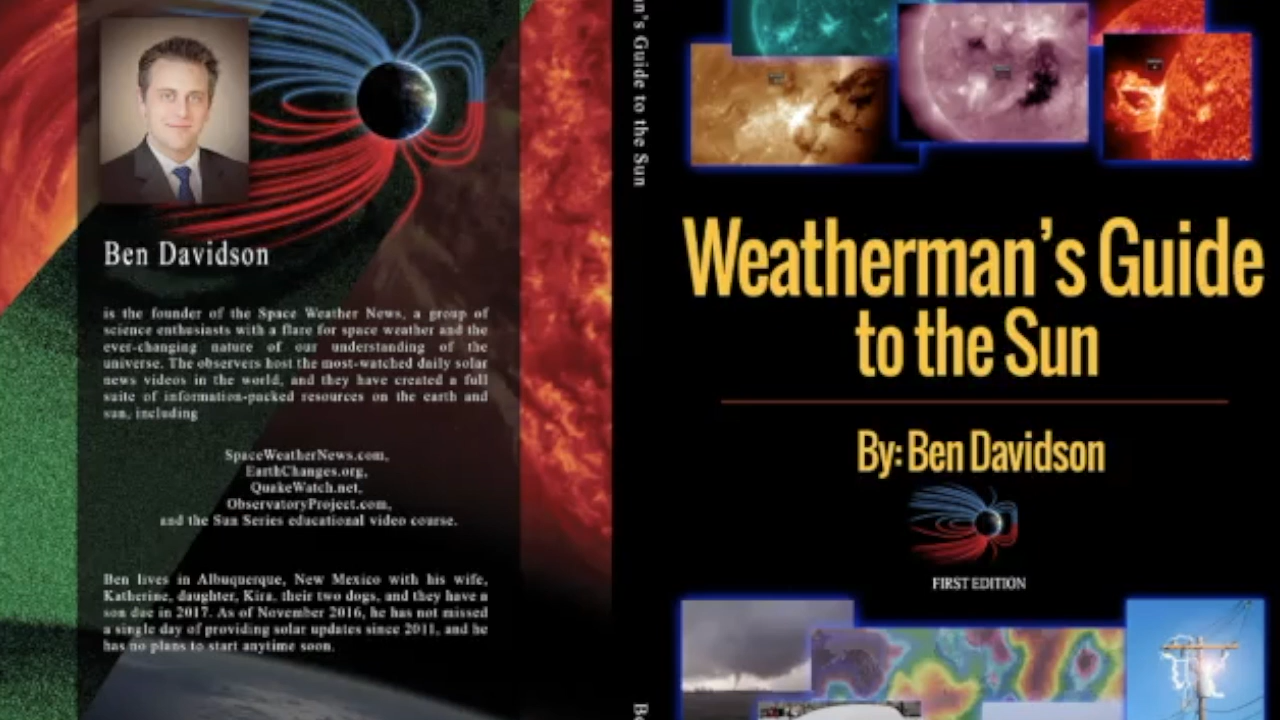 Ben Davidson
is the founder of the Space Weather News, a group of
science enthusiasts with a flare for space weather and the
ever-changing nature of our understanding of the
universe. The observers host the most-watched daily solar
news videos in the world, and they have created a full
suite of information-packed resources on the earth and
sun, including
SpaceWeatherNews.com,
EarthChanges.org,
QuakeWatch.net,
ObservatoryProject.com,
and the Sun Series educational video course.
Ben lives in Albuquerque, New Mexico with his wife,
Katherine, daughter, Kira, their two dogs, and they have a
son due in 2017. As of November 2016, he has not missed
a single day of providing solar updates since 2011, and he
has no plans to start anytime soon.
Guide to the Sun
Weatherman's Guide
to the Sun
By: Ben Davidson
FIRST EDITION